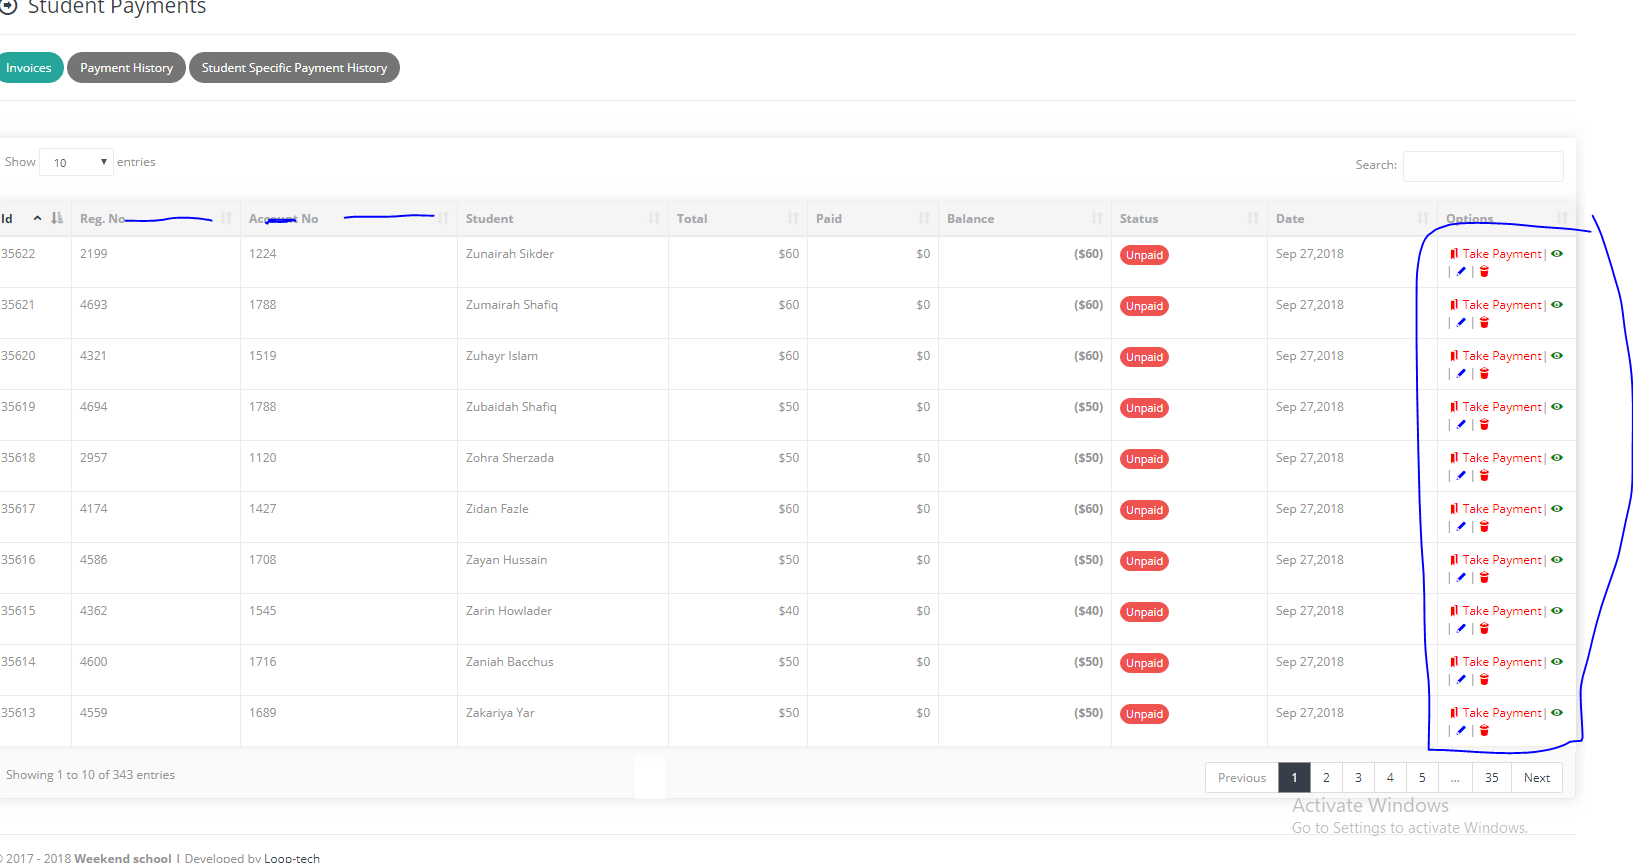 Student Payments
Invoices Payment History Student Specific Payment History
Show 10 entries Search:
Id Reg. No Account No Student Total Paid Balance Status Date Options
35622 2199 1224 Zunairah Sikder $60 $0 ($60) Unpaid Sep 27,2018 Take Payment|
| |
35621 4693 1788 Zumairah Shafiq $60 $0 ($60) Unpaid Sep 27,2018 Take Payment|
| |
35620 4321 1519 Zuhayr Islam $60 $0 ($60) Unpaid Sep 27,2018 Take Payment|
| |
35619 4694 1788 Zubaidah Shafiq $50 $0 ($50) Unpaid Sep 27,2018 Take Payment|
| |
35618 2957 1120 Zohra Sherzada $50 $0 ($50) Unpaid Sep 27,2018 Take Payment|
| |
35617 4174 1427 Zidan Fazle $60 $0 ($60) Unpaid Sep 27,2018 Take Payment|
| |
35616 4586 1708 Zayan Hussain $50 $0 ($50) Unpaid Sep 27,2018 Take Payment|
| |
35615 4362 1545 Zarin Howlader $40 $0 ($40) Unpaid Sep 27,2018 Take Payment|
| |
35614 4600 1716 Zaniah Bacchus $50 $0 ($50) Unpaid Sep 27,2018 Take Payment|
| |
35613 4559 1689 Zakariya Yar $50 $0 ($50) Unpaid Sep 27,2018 Take Payment|
| |
Showing 1 to 10 of 343 entries Previous 1 2 3 4 5 ... 35 Next
Activate Windows
Go to Settings to activate Windows.
© 2017 - 2018 Weekend school | Developed by Loop-tech